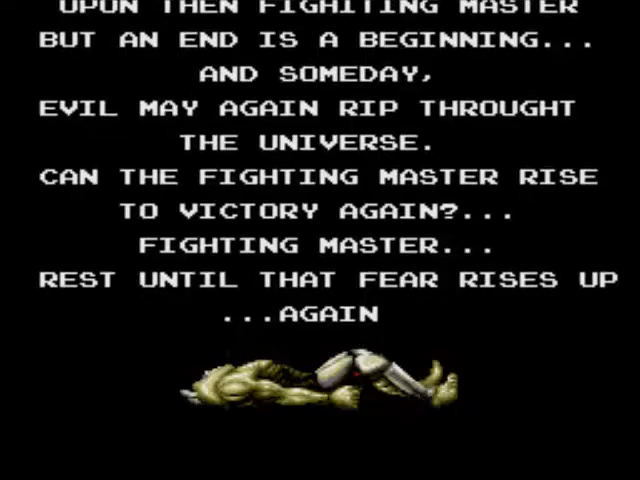 UPON THEN FIGHITING MASTER
BUT AN END IS A BEGINNING...
AND SOMEDAY,
EVIL MAY AGAIN RIP THROUGHT
THE UNIVERSE.
CAN THE FIGHTING MASTER RISE
TO VICTORY AGAIN?...
FIGHTING MASTER...
REST UNTIL THAT FEAR RISES UP
...AGAIN